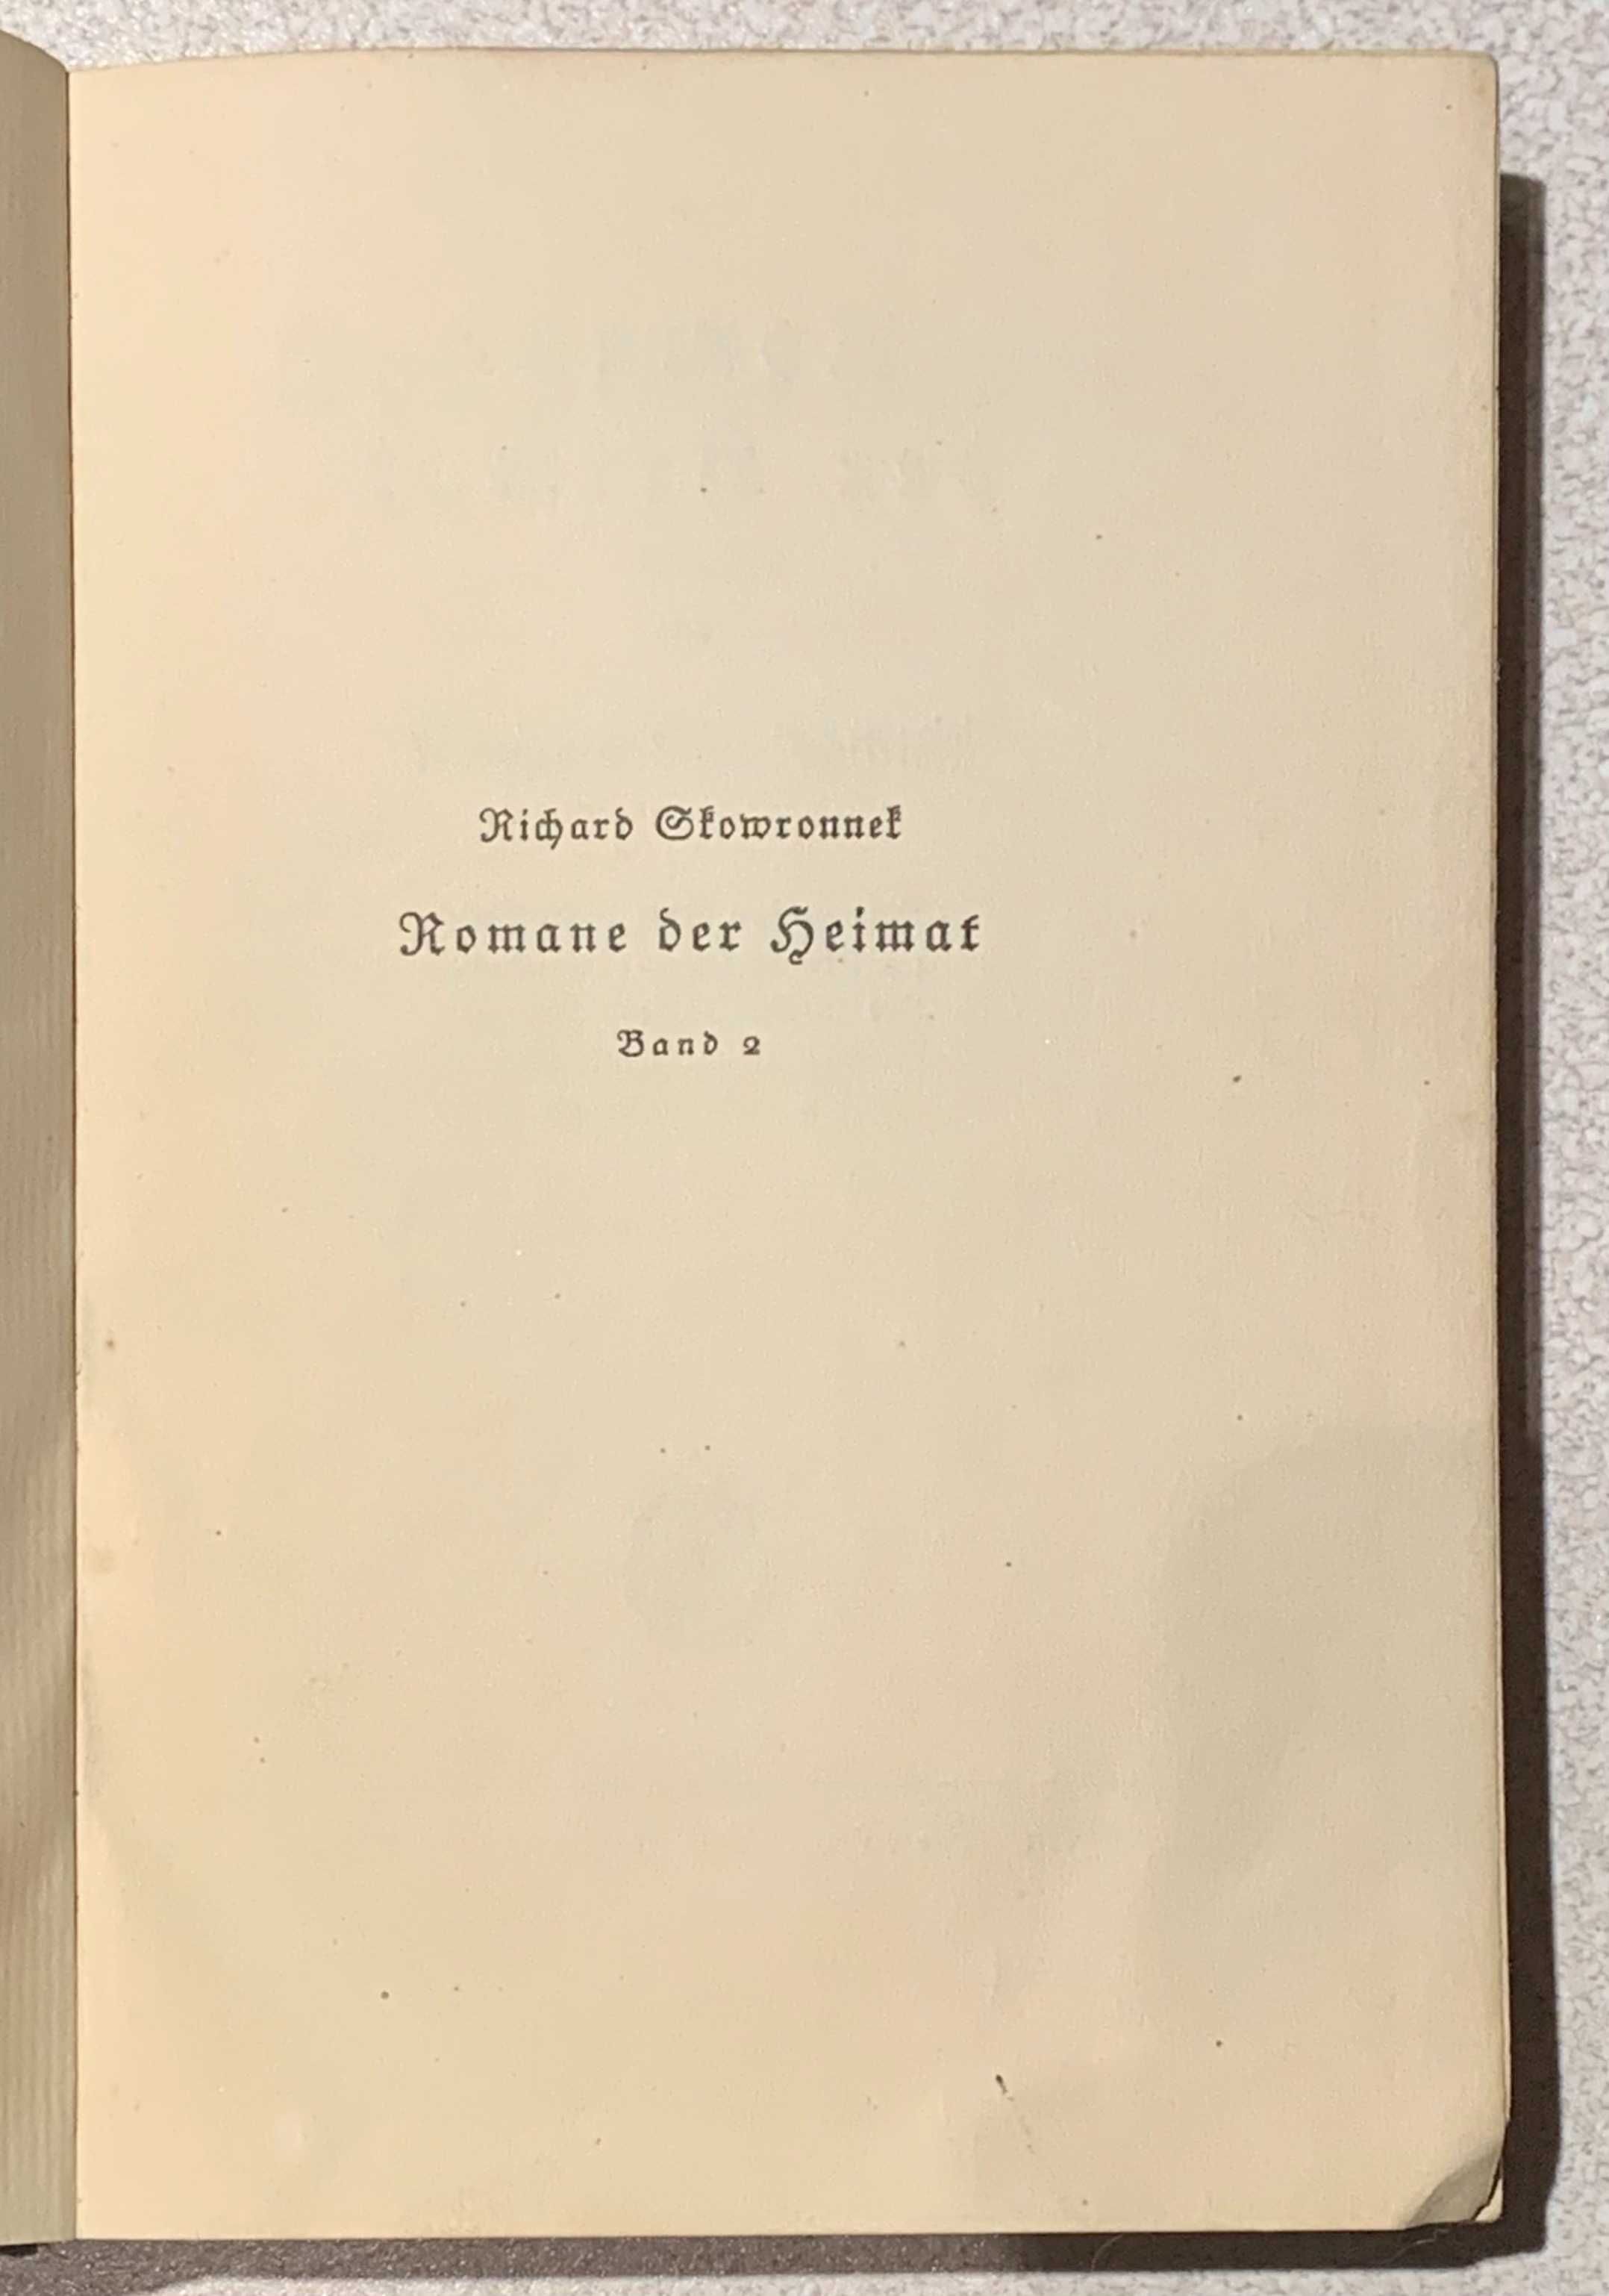 Richard Skowronnek
Romane der Heimat
Band 2